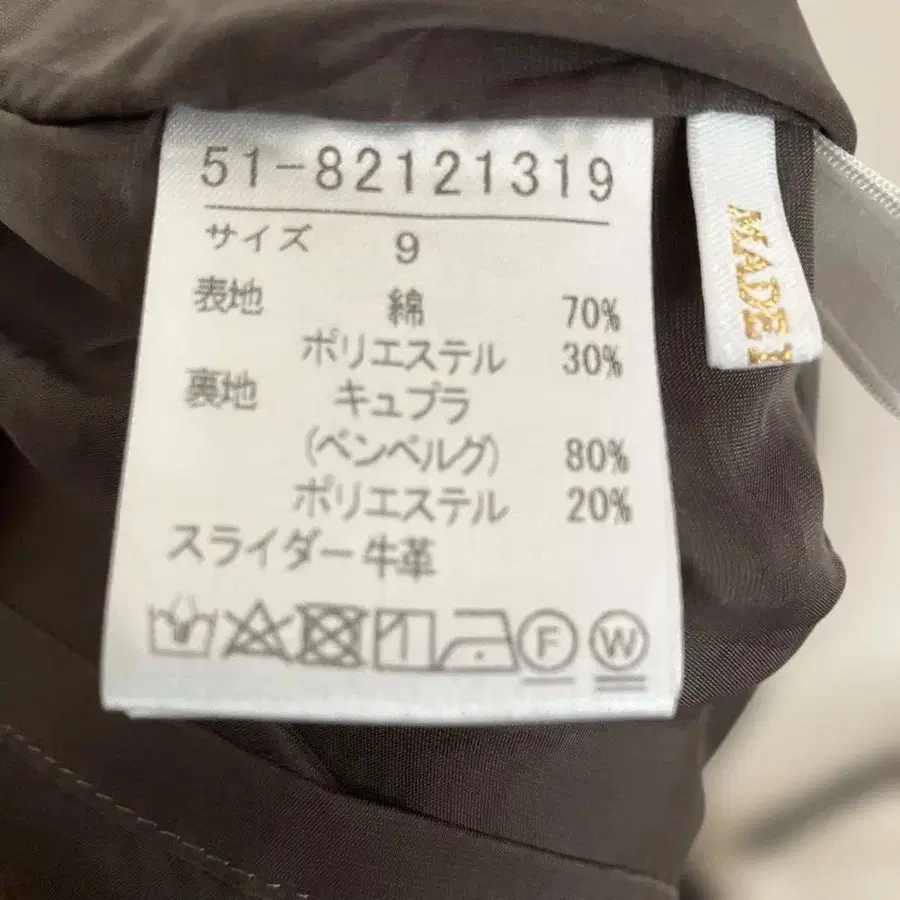 51-82121319
サイズ 9
表地 綿 70%
ポリエステル 30%
裏地 キュプラ
(ベンベルグ) 80%
ポリエステル 20%
スライダー牛革
F W
MADE